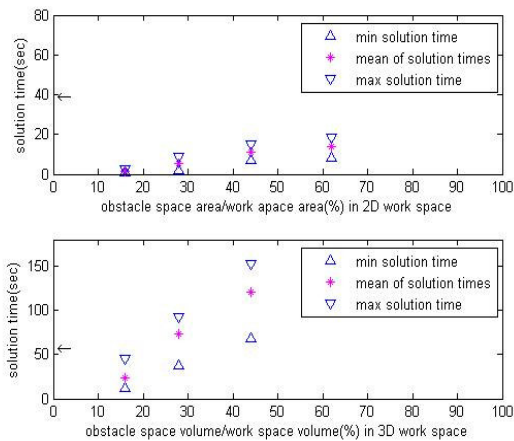 80
60
40
20
0
solution time(sec)
←
min solution time
mean of solution times
max solution time
0 10 20 30 40 50 60 70 80 90 100
obstacle space area/work apace area(%) in 2D work space
150
100
50
0
solution time(sec)
←
min solution time
mean of solution times
max solution time
0 10 20 30 40 50 60 70 80 90 100
obstacle space volume/work space volume(%) in 3D work space